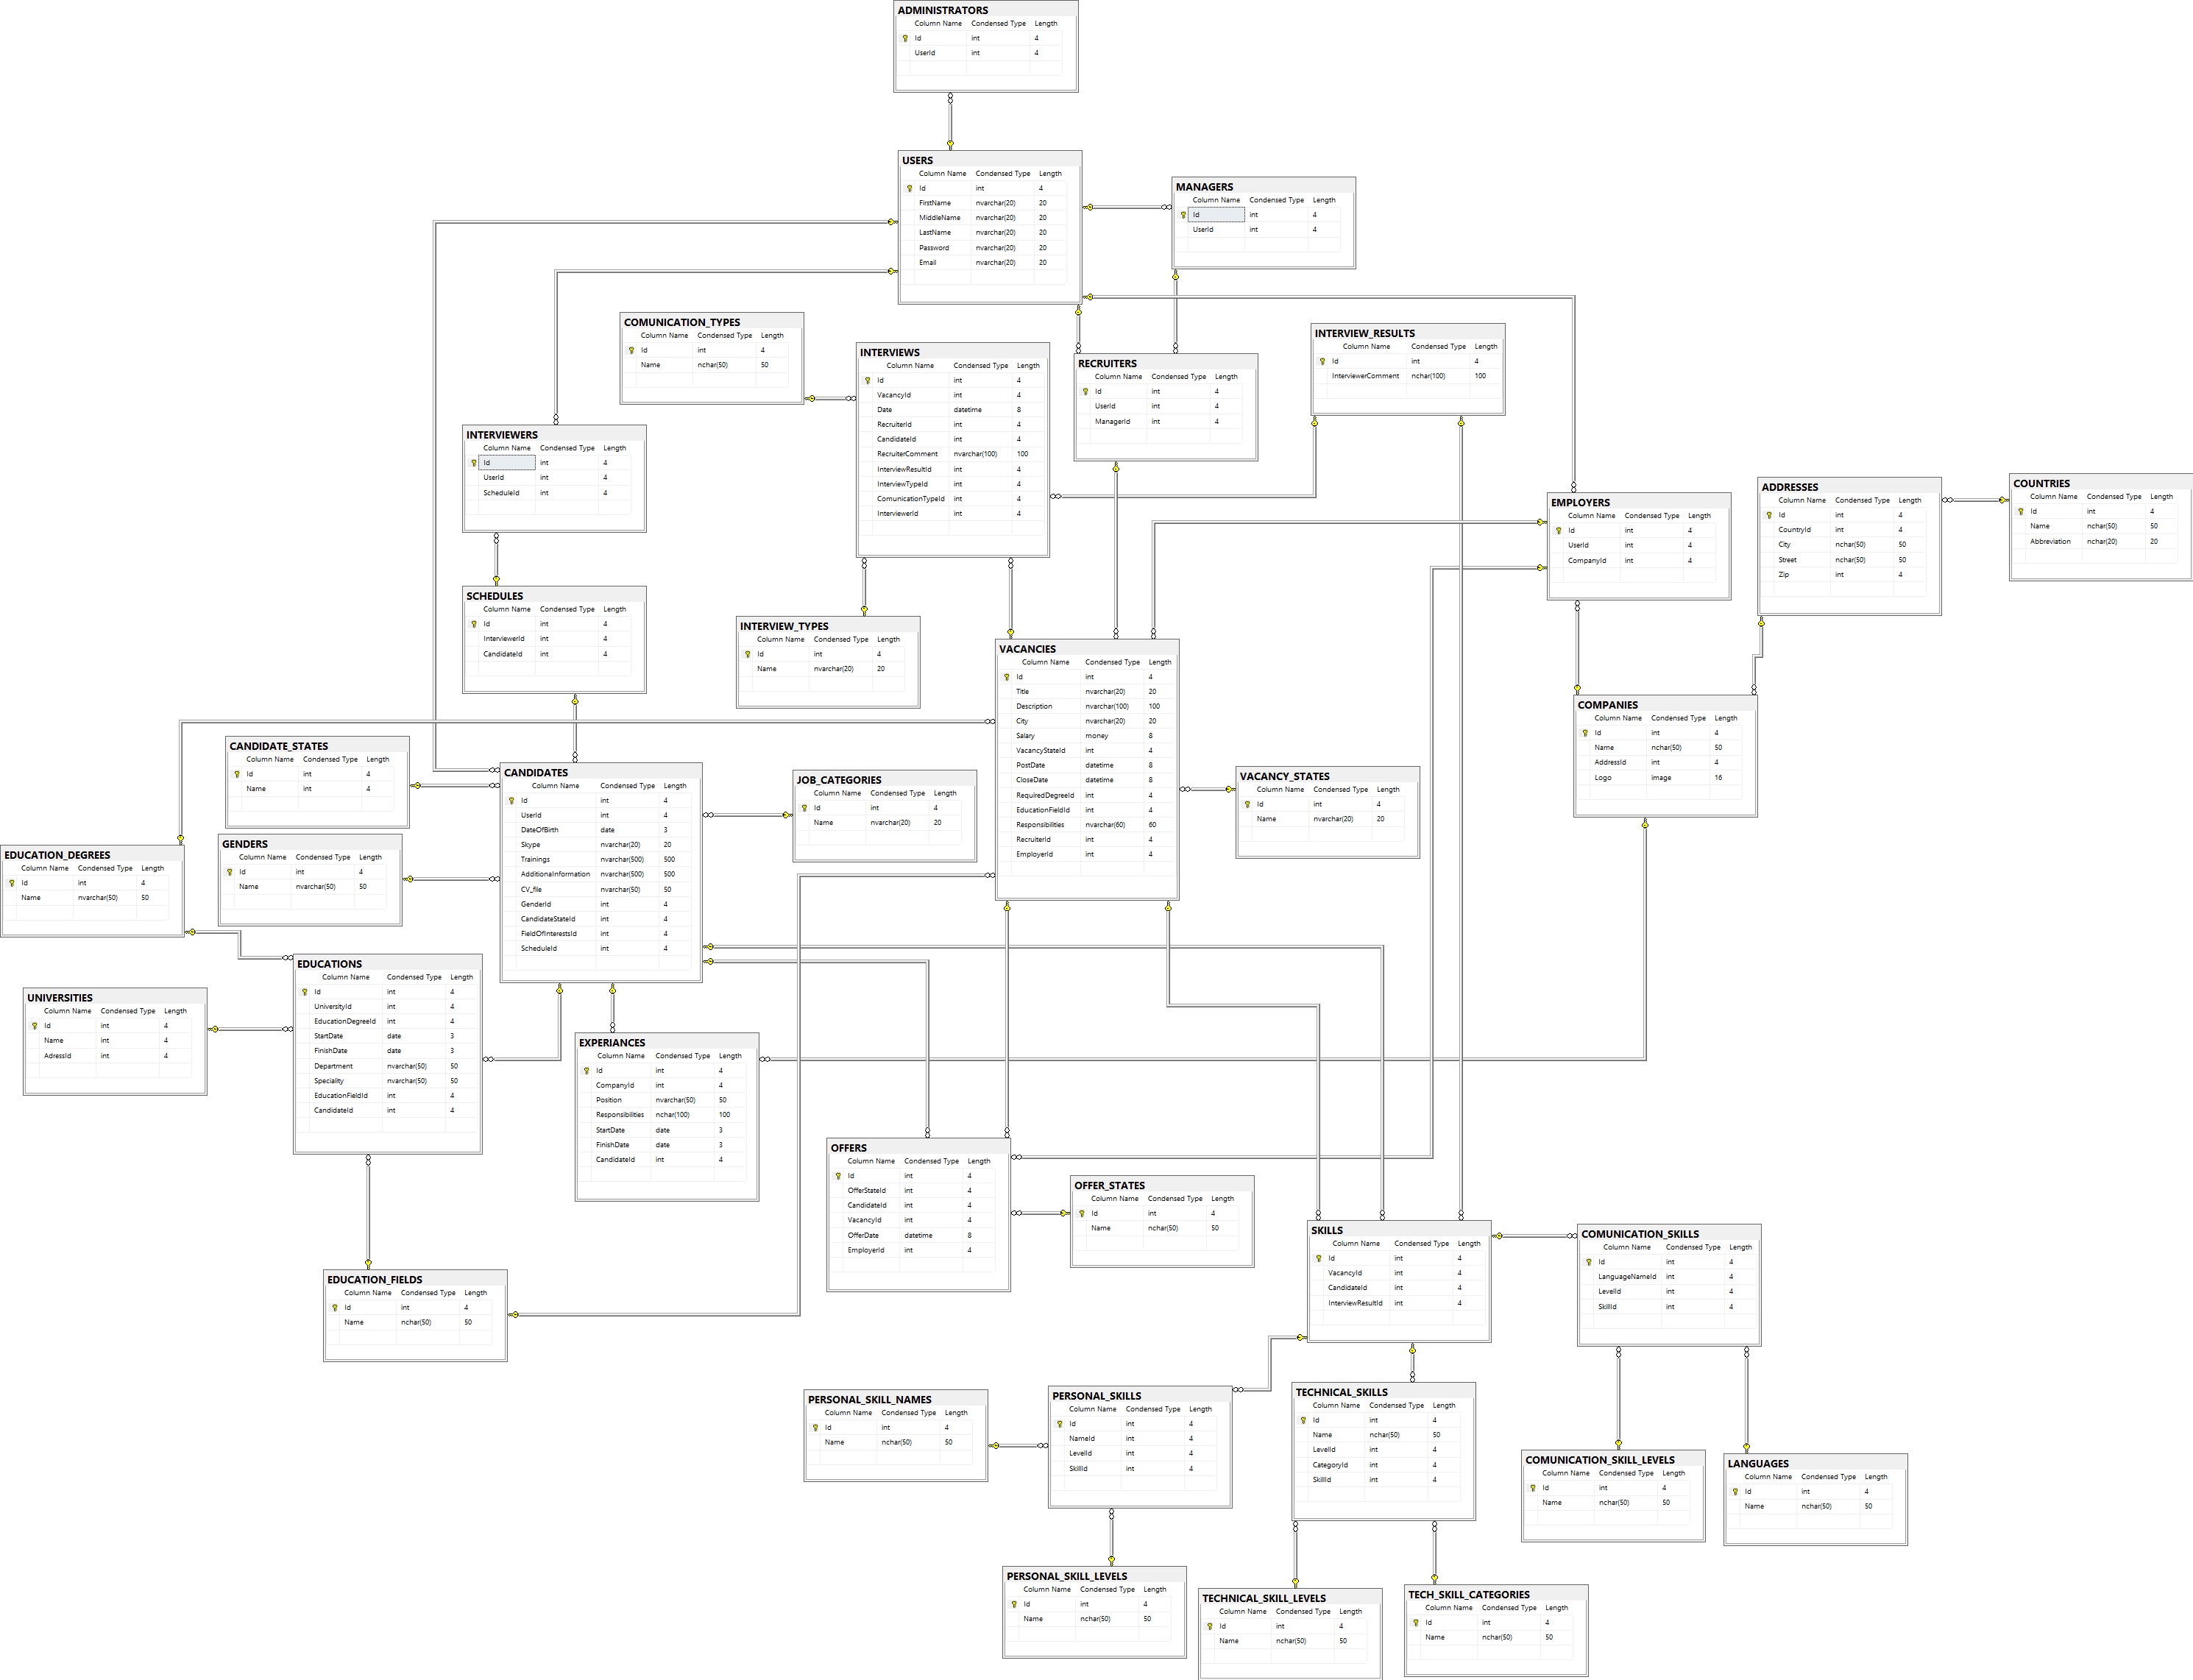 ADMINISTRATORS
Column Name Condensed Type Length
Id int 4
UserId int 4
USERS
Column Name Condensed Type Length
Id int 4
FirstName nvarchar(20) 20
MiddleName nvarchar(20) 20
LastName nvarchar(20) 20
Password nvarchar(20) 20
Email nvarchar(20) 20
MANAGERS
Column Name Condensed Type Length
Id int 4
UserId int 4
COMUNICATION_TYPES
Column Name Condensed Type Length
Id int 4
Name nchar(50) 50
INTERVIEWS
Column Name Condensed Type Length
Id int 4
VacancyId int 4
Date datetime 8
RecruiterId int 4
CandidateId int 4
RecruiterComment nvarchar(100) 100
InterviewResultId int 4
InterviewTypeId int 4
ComunicationTypeId int 4
InterviewerId int 4
RECRUITERS
Column Name Condensed Type Length
Id int 4
UserId int 4
ManagerId int 4
INTERVIEW_RESULTS
Column Name Condensed Type Length
Id int 4
InterviewerComment nchar(100) 100
INTERVIEWERS
Column Name Condensed Type Length
Id int 4
UserId int 4
ScheduleId int 4
EMPLOYERS
Column Name Condensed Type Length
Id int 4
UserId int 4
CompanyId int 4
ADDRESSES
Column Name Condensed Type Length
Id int 4
CountryId int 4
City nchar(50) 50
Street nchar(50) 50
Zip int 4
COUNTRIES
Column Name Condensed Type Length
Id int 4
Name nchar(50) 50
Abbreviation nchar(20) 20
SCHEDULES
Column Name Condensed Type Length
Id int 4
InterviewerId int 4
CandidateId int 4
INTERVIEW_TYPES
Column Name Condensed Type Length
Id int 4
Name nvarchar(20) 20
VACANCIES
Column Name Condensed Type Length
Id int 4
Title nvarchar(20) 20
Description nvarchar(100) 100
City nvarchar(20) 20
Salary money 8
VacancyStateId int 4
PostDate datetime 8
CloseDate datetime 8
RequiredDegreeId int 4
EducationFieldId int 4
Responsibilities nvarchar(60) 60
RecruiterId int 4
EmployerId int 4
COMPANIES
Column Name Condensed Type Length
Id int 4
Name nchar(50) 50
AddressId int 4
Logo image 16
CANDIDATE_STATES
Column Name Condensed Type Length
Id int 4
Name int 4
CANDIDATES
Column Name Condensed Type Length
Id int 4
UserId int 4
DateOfBirth date 3
Skype nvarchar(20) 20
Trainings nvarchar(500) 500
AdditionalInformation nvarchar(500) 500
CV_file nvarchar(50) 50
GenderId int 4
CandidateStateId int 4
FieldOfInterestsId int 4
ScheduleId int 4
JOB_CATEGORIES
Column Name Condensed Type Length
Id int 4
Name nvarchar(20) 20
VACANCY_STATES
Column Name Condensed Type Length
Id int 4
Name nvarchar(20) 20
EDUCATION_DEGREES
Column Name Condensed Type Length
Id int 4
Name nvarchar(50) 50
GENDERS
Column Name Condensed Type Length
Id int 4
Name nvarchar(50) 50
EDUCATIONS
Column Name Condensed Type Length
Id int 4
UniversityId int 4
EducationDegreeId int 4
StartDate date 3
FinishDate date 3
Department nvarchar(50) 50
Speciality nvarchar(50) 50
EducationFieldId int 4
CandidateId int 4
UNIVERSITIES
Column Name Condensed Type Length
Id int 4
Name int 4
AdressId int 4
EXPERIANCES
Column Name Condensed Type Length
Id int 4
CompanyId int 4
Position nvarchar(50) 50
Responsibilities nchar(100) 100
StartDate date 3
FinishDate date 3
CandidateId int 4
OFFERS
Column Name Condensed Type Length
Id int 4
OfferStateId int 4
CandidateId int 4
VacancyId int 4
OfferDate datetime 8
EmployerId int 4
OFFER_STATES
Column Name Condensed Type Length
Id int 4
Name nchar(50) 50
SKILLS
Column Name Condensed Type Length
Id int 4
VacancyId int 4
CandidateId int 4
InterviewResultId int 4
COMUNICATION_SKILLS
Column Name Condensed Type Length
Id int 4
LanguageNameId int 4
LevelId int 4
SkillId int 4
EDUCATION_FIELDS
Column Name Condensed Type Length
Id int 4
Name nchar(50) 50
PERSONAL_SKILL_NAMES
Column Name Condensed Type Length
Id int 4
Name nchar(50) 50
PERSONAL_SKILLS
Column Name Condensed Type Length
Id int 4
NameId int 4
LevelId int 4
SkillId int 4
TECHNICAL_SKILLS
Column Name Condensed Type Length
Id int 4
Name nchar(50) 50
LevelId int 4
CategoryId int 4
SkillId int 4
COMUNICATION_SKILL_LEVELS
Column Name Condensed Type Length
Id int 4
Name nchar(50) 50
LANGUAGES
Column Name Condensed Type Length
Id int 4
Name nchar(50) 50
PERSONAL_SKILL_LEVELS
Column Name Condensed Type Length
Id int 4
Name nchar(50) 50
TECHNICAL_SKILL_LEVELS
Column Name Condensed Type Length
Id int 4
Name nchar(50) 50
TECH_SKILL_CATEGORIES
Column Name Condensed Type Length
Id int 4
Name nchar(50) 50